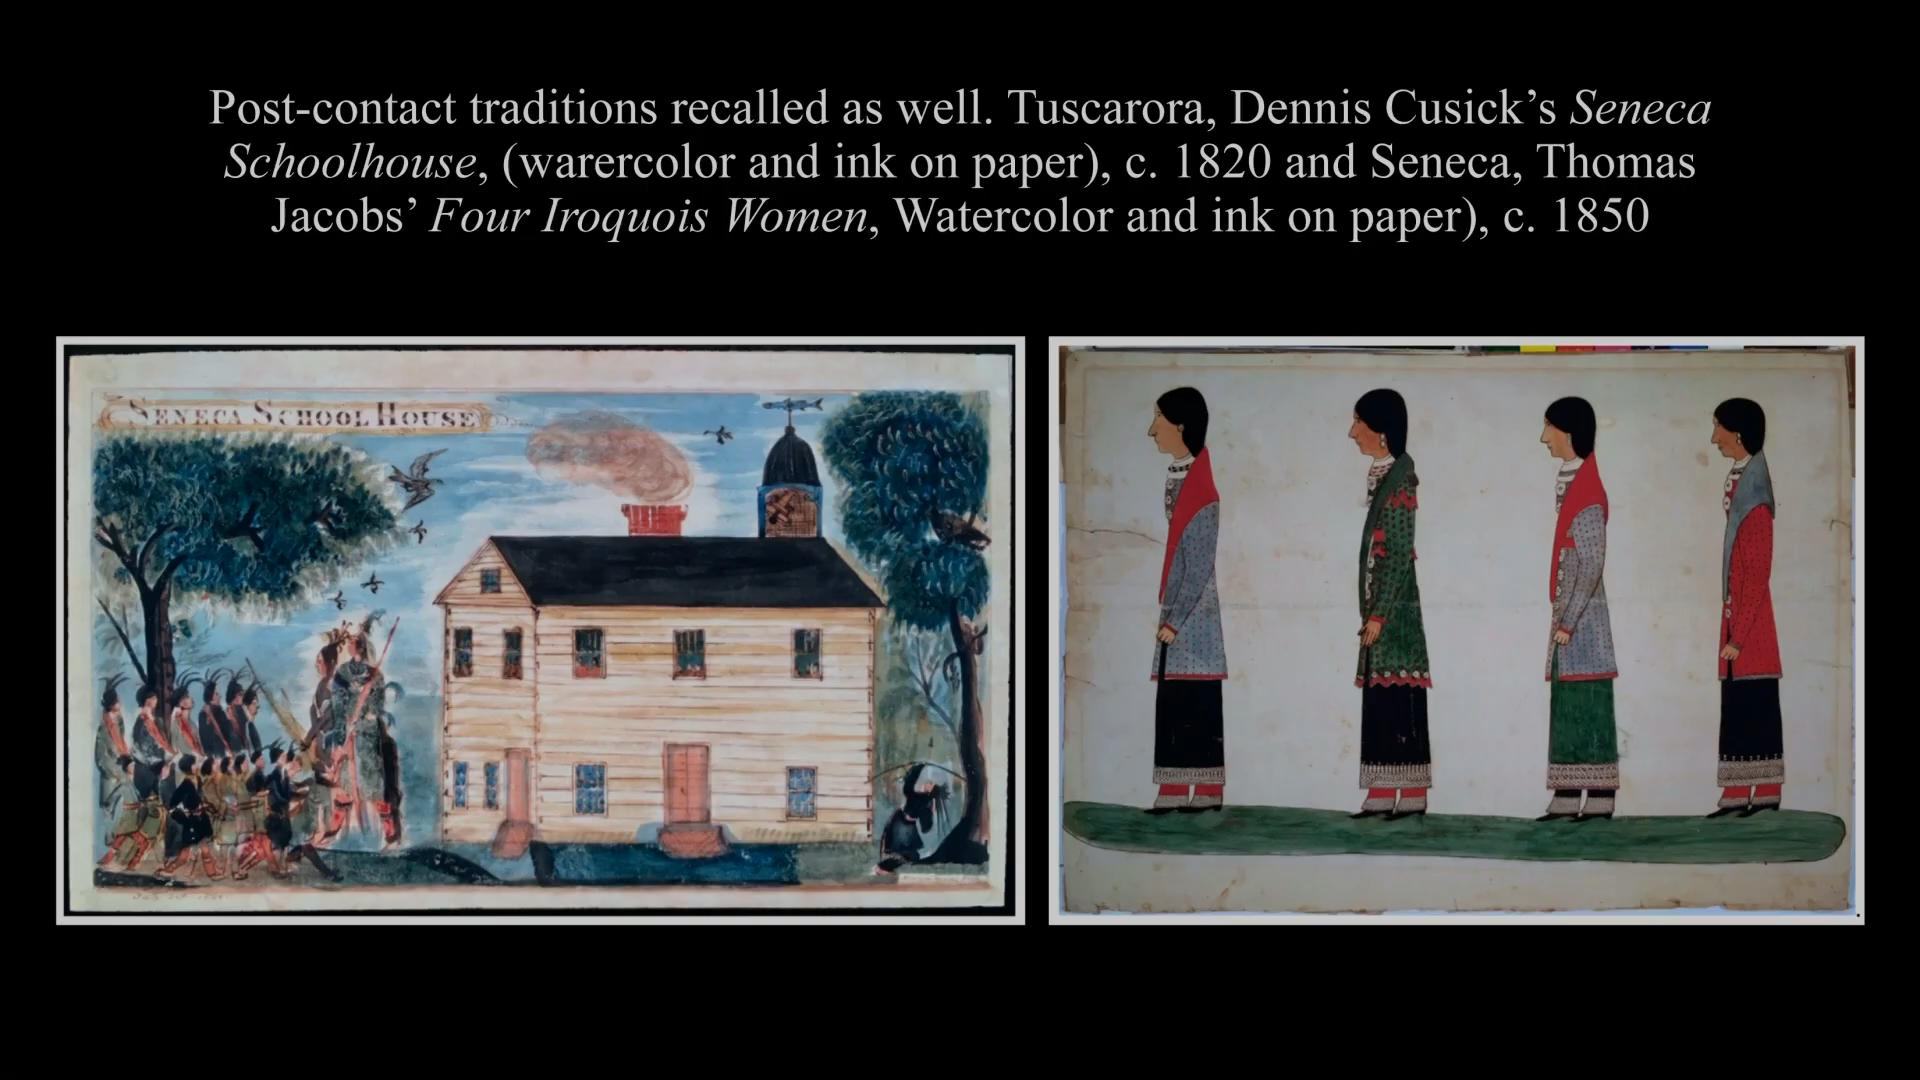 Post-contact traditions recalled as well. Tuscarora, Dennis Cusick’s Seneca
Schoolhouse, (warercolor and ink on paper), c. 1820 and Seneca, Thomas
Jacobs’ Four Iroquois Women, Watercolor and ink on paper), c. 1850
SENECA SCHOOL HOUSE